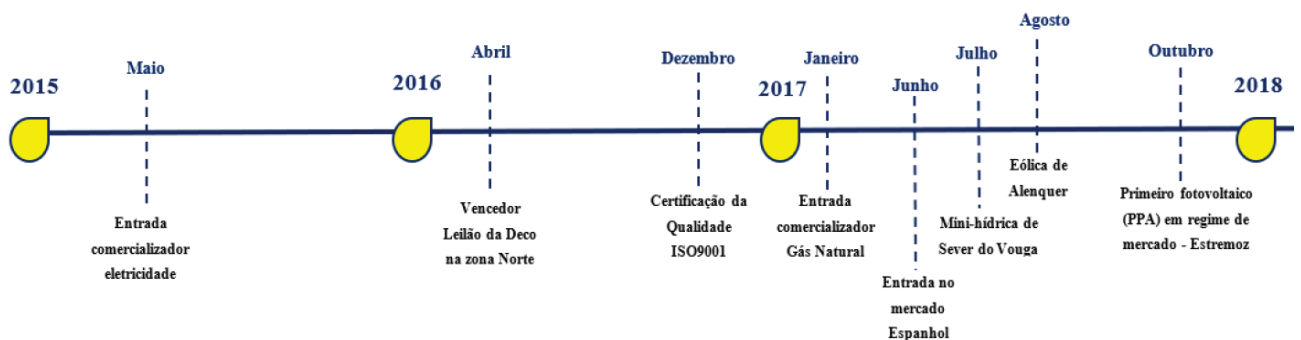 2015
Maio
Entrada
comercializador
eletricidade
2016
Abril
Vencedor
Leilão da Deco
na zona Norte
Dezembro
Certificação da
Qualidade
ISO9001
2017
Janeiro
Entrada
comercializador
Gás Natural
Junho
Entrada no
mercado
Espanhol
Julho
Mini-hídrica de
Sever do Vouga
Agosto
Eólica de
Alenquer
Outubro
Primeiro fotovoltaico
(PPA) em regime de
mercado - Estremoz
2018